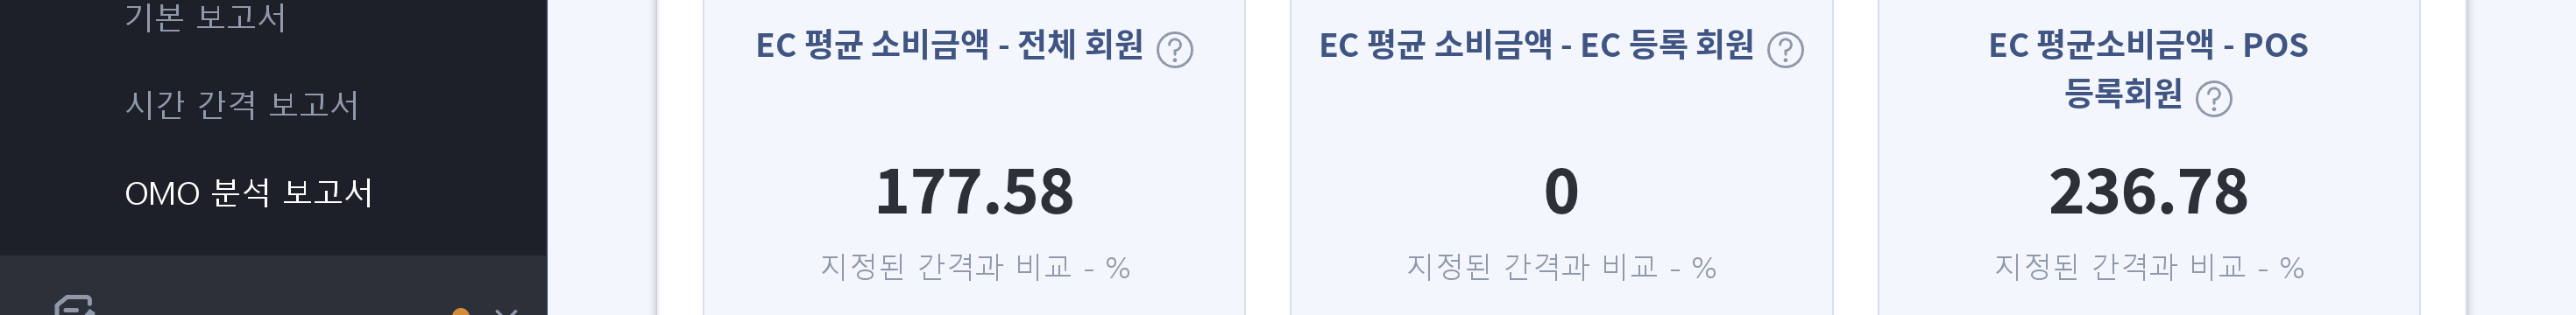 기본 보고서
시간 간격 보고서
OMO 분석 보고서
EC 평균 소비금액 - 전체 회원
177.58
지정된 간격과 비교 - %
EC 평균 소비금액 - EC 등록 회원
0
지정된 간격과 비교 - %
EC 평균소비금액 - POS
등록회원
236.78
지정된 간격과 비교 - %